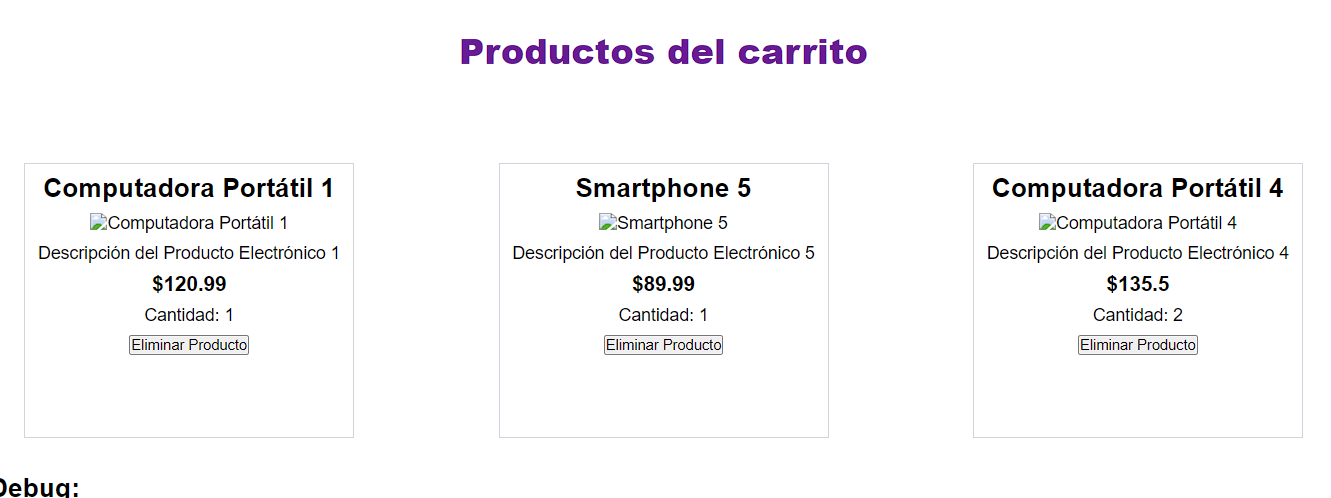 Productos del carrito
Computadora Portátil 1
Computadora Portátil 1
Descripción del Producto Electrónico 1
$120.99
Cantidad: 1
Eliminar Producto
Smartphone 5
Smartphone 5
Descripción del Producto Electrónico 5
$89.99
Cantidad: 1
Eliminar Producto
Computadora Portátil 4
Computadora Portátil 4
Descripción del Producto Electrónico 4
$135.5
Cantidad: 2
Eliminar Producto
Debug: